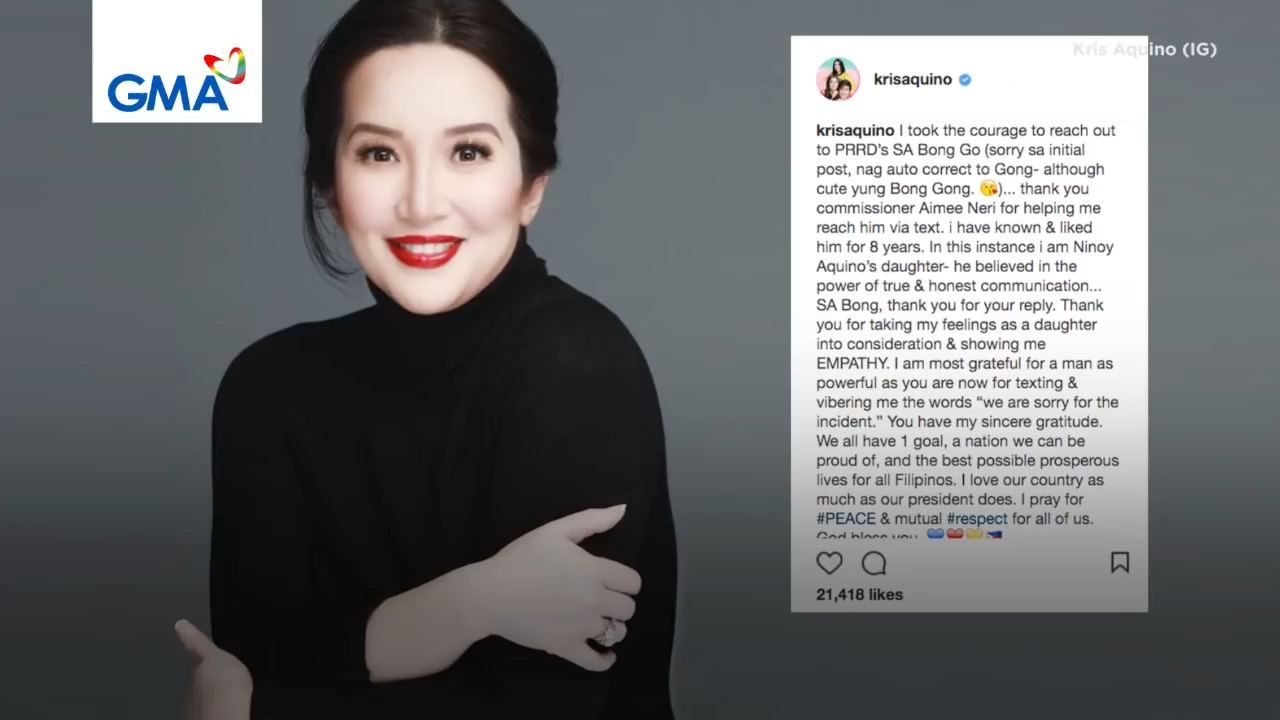 GMA
Kris Aquino (IG)
krisaquino
krisaquino I took the courage to reach out
to PRRD's SA Bong Go (sorry sa initial
post, nag auto correct to Gong- although
cute yung Bong Gong. 😘)... thank you
commissioner Aimee Neri for helping me
reach him via text. i have known & liked
him for 8 years. In this instance i am Ninoy
Aquino's daughter- he believed in the
power of true & honest communication...
SA Bong, thank you for your reply. Thank
you for taking my feelings as a daughter
into consideration & showing me
EMPATHY. I am most grateful for a man as
powerful as you are now for texting &
vibering me the words “we are sorry for the
incident.” You have my sincere gratitude.
We all have 1 goal, a nation we can be
proud of, and the best possible prosperous
lives for all Filipinos. I love our country as
much as our president does. I pray for
#PEACE & mutual #respect for all of us.
God bless you. 💙❤️💛🇵🇭
21,418 likes